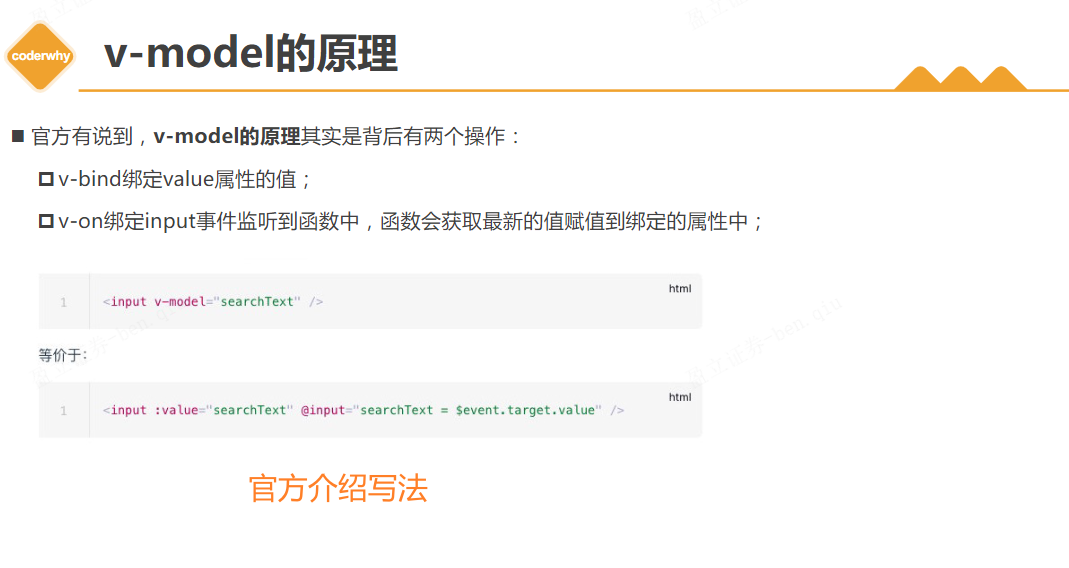 coderwhy
v-model的原理
官方有说到，v-model的原理其实是背后有两个操作：
v-bind绑定value属性的值；
v-on绑定input事件监听到函数中，函数会获取最新的值赋值到绑定的属性中；
html
1 <input v-model="searchText" />
等价于:
html
1 <input :value="searchText" @input="searchText = $event.target.value" />
官方介绍写法